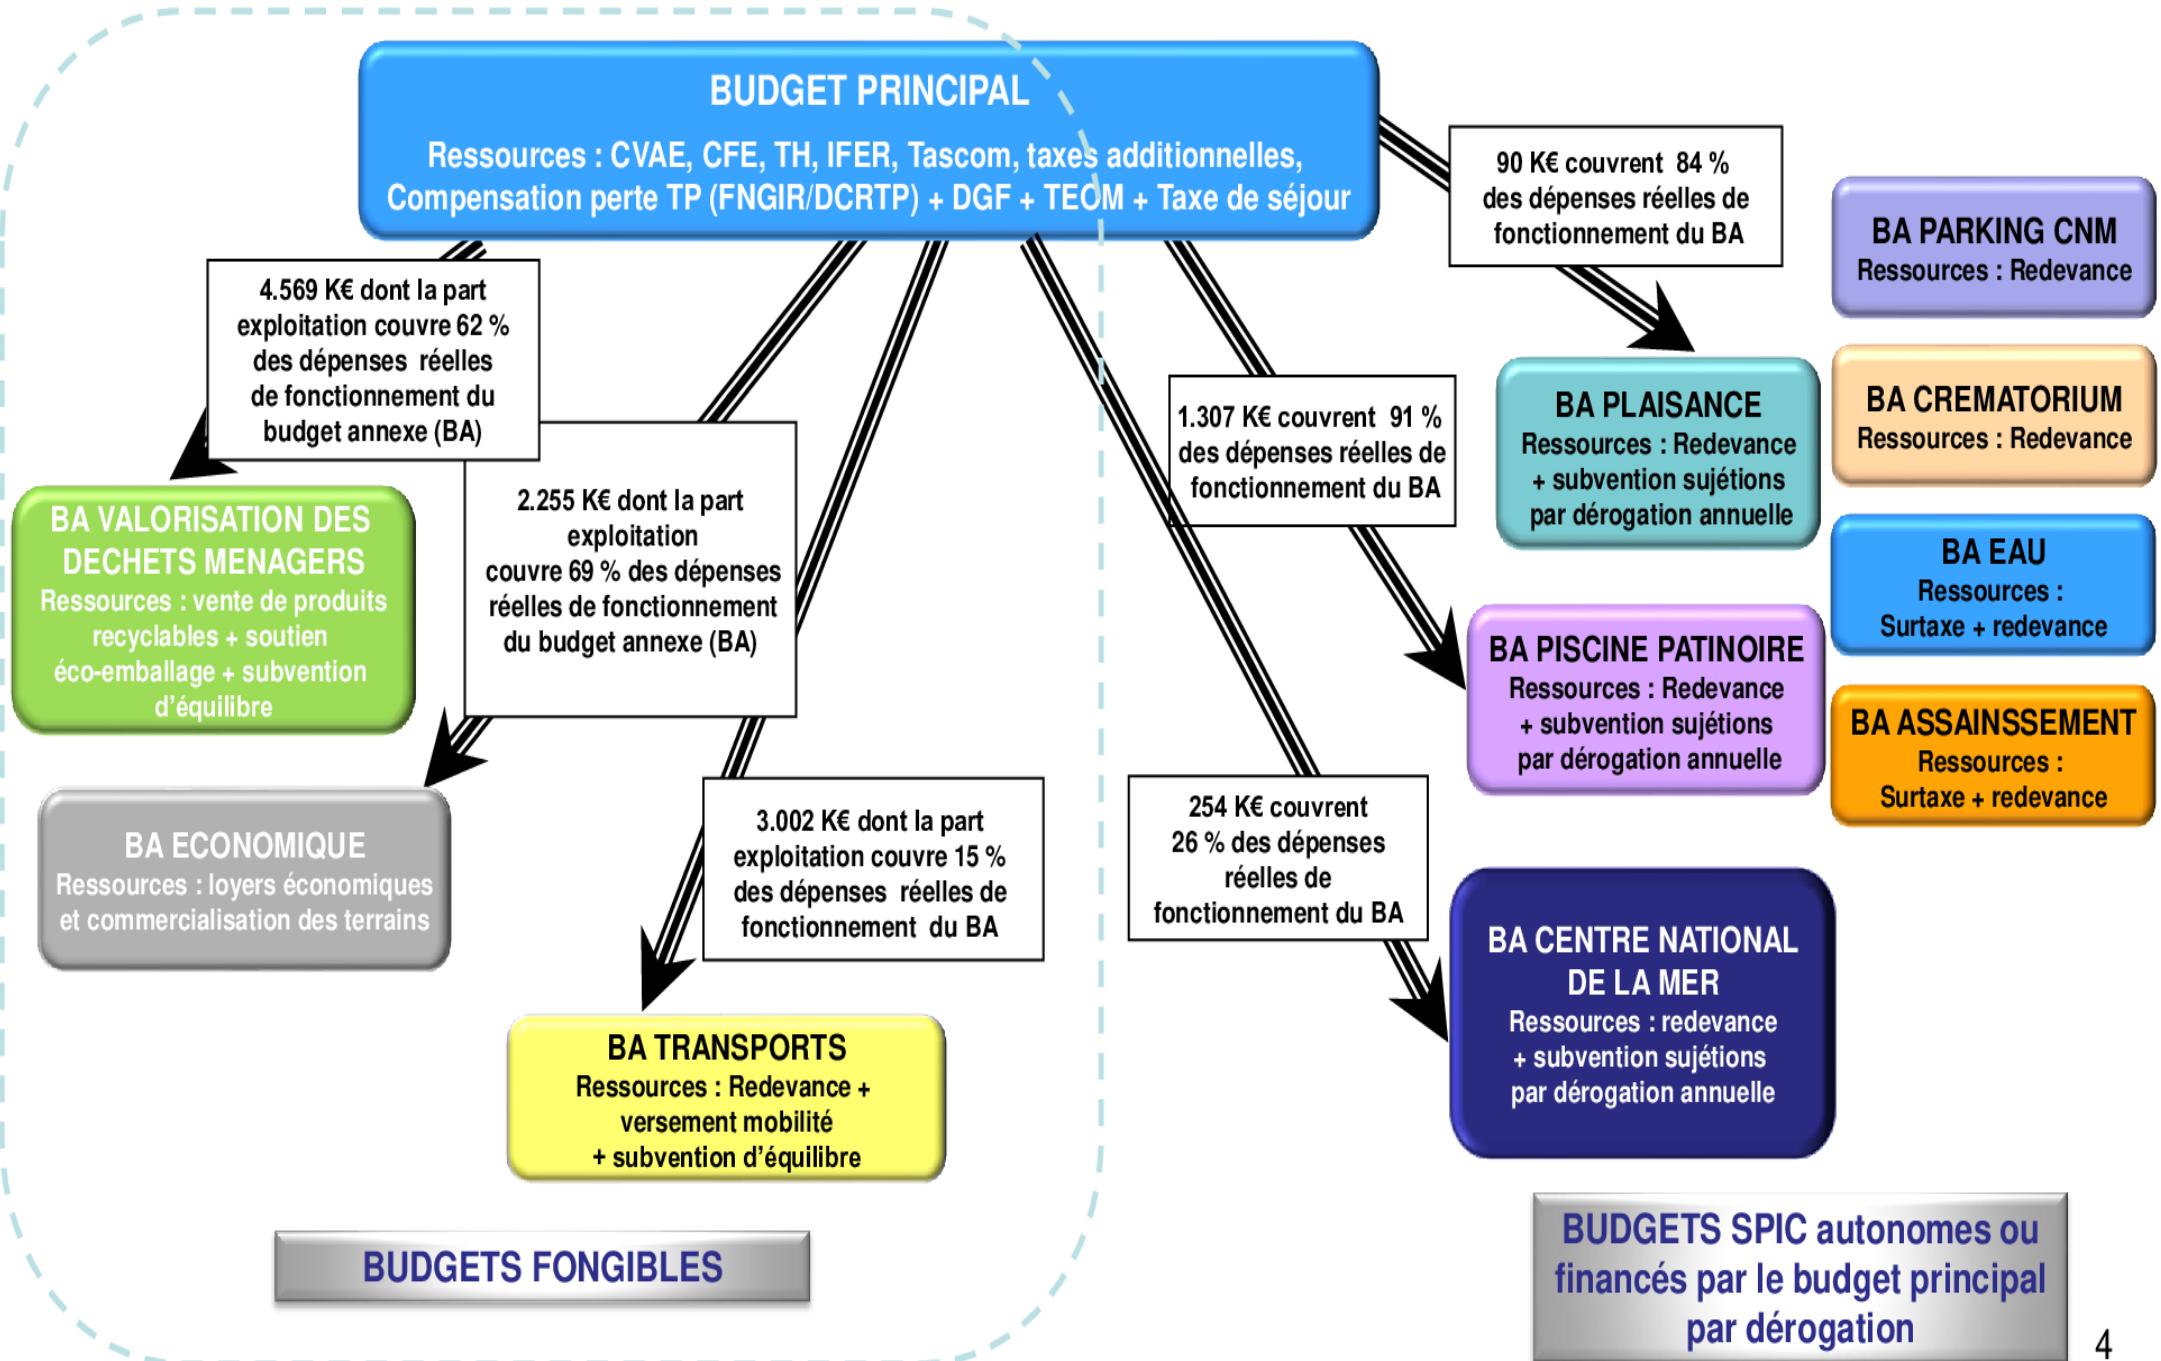 BUDGET PRINCIPAL
Ressources : CVAE, CFE, TH, IFER, Tascom, taxes additionnelles,
Compensation perte TP (FNGIR/DCRTP) + DGF + TEOM + Taxe de séjour
90 K€ couvrent 84 %
des dépenses réelles de
fonctionnement du BA
BA PARKING CNM
Ressources : Redevance
4.569 K€ dont la part
exploitation couvre 62 %
des dépenses réelles
de fonctionnement du
budget annexe (BA)
1.307 K€ couvrent 91 %
des dépenses réelles de
fonctionnement du BA
BA PLAISANCE
Ressources : Redevance
+ subvention sujétions
par dérogation annuelle
BA CREMATORIUM
Ressources : Redevance
2.255 K€ dont la part
exploitation
couvre 69 % des dépenses
réelles de fonctionnement
du budget annexe (BA)
BA VALORISATION DES
DECHETS MENAGERS
Ressources : vente de produits
recyclables + soutien
éco-emballage + subvention
d'équilibre
BA EAU
Ressources :
Surtaxe + redevance
BA PISCINE PATINOIRE
Ressources : Redevance
+ subvention sujétions
par dérogation annuelle
BA ASSAINSSEMENT
Ressources :
Surtaxe + redevance
BA ECONOMIQUE
Ressources : loyers économiques
et commercialisation des terrains
3.002 K€ dont la part
exploitation couvre 15 %
des dépenses réelles de
fonctionnement du BA
254 K€ couvrent
26 % des dépenses
réelles de
fonctionnement du BA
BA CENTRE NATIONAL
DE LA MER
Ressources : redevance
+ subvention sujétions
par dérogation annuelle
BA TRANSPORTS
Ressources : Redevance +
versement mobilité
+ subvention d'équilibre
BUDGETS FONGIBLES
BUDGETS SPIC autonomes ou
financés par le budget principal
par dérogation
4